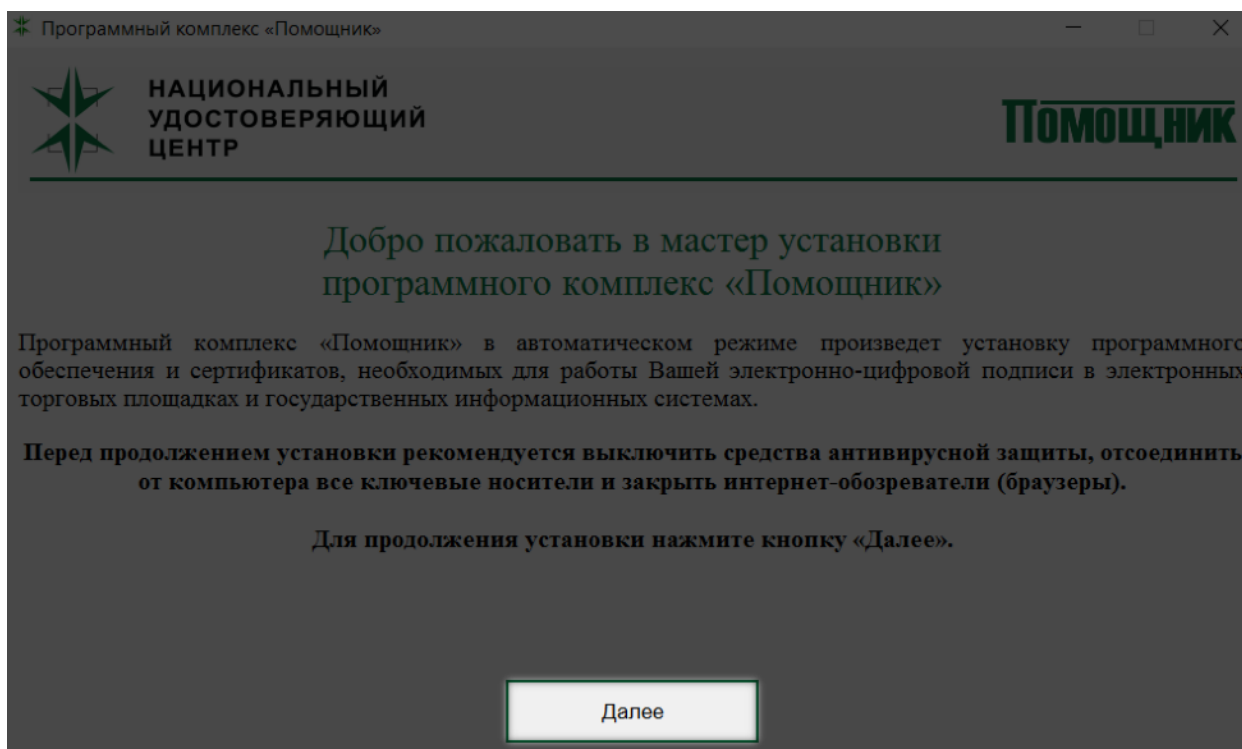 Программный комплекс «Помощник»
НАЦИОНАЛЬНЫЙ
УДОСТОВЕРЯЮЩИЙ
ЦЕНТР
Помощник
Добро пожаловать в мастер установки
программного комплекс «Помощник»
Программный комплекс «Помощник» в автоматическом режиме произведет установку программного
обеспечения и сертификатов, необходимых для работы Вашей электронно-цифровой подписи в электронных
торговых площадках и государственных информационных системах.
Перед продолжением установки рекомендуется выключить средства антивирусной защиты, отсоединить
от компьютера все ключевые носители и закрыть интернет-обозреватели (браузеры).
Для продолжения установки нажмите кнопку «Далее».
Далее